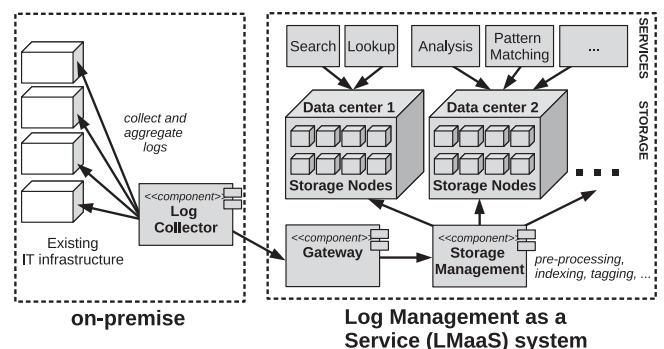 Search
Lookup
Analysis
Pattern
Matching
...
SERVICES
STORAGE
Data center 1
Storage Nodes
Data center 2
Storage Nodes
collect and
aggregate
logs
<<component>>
Log
Collector
Existing
IT infrastructure
<<component>>
Gateway
<<component>>
Storage
Management
pre-processing,
indexing, tagging, ...
on-premise
Log Management as a
Service (LMaaS) system